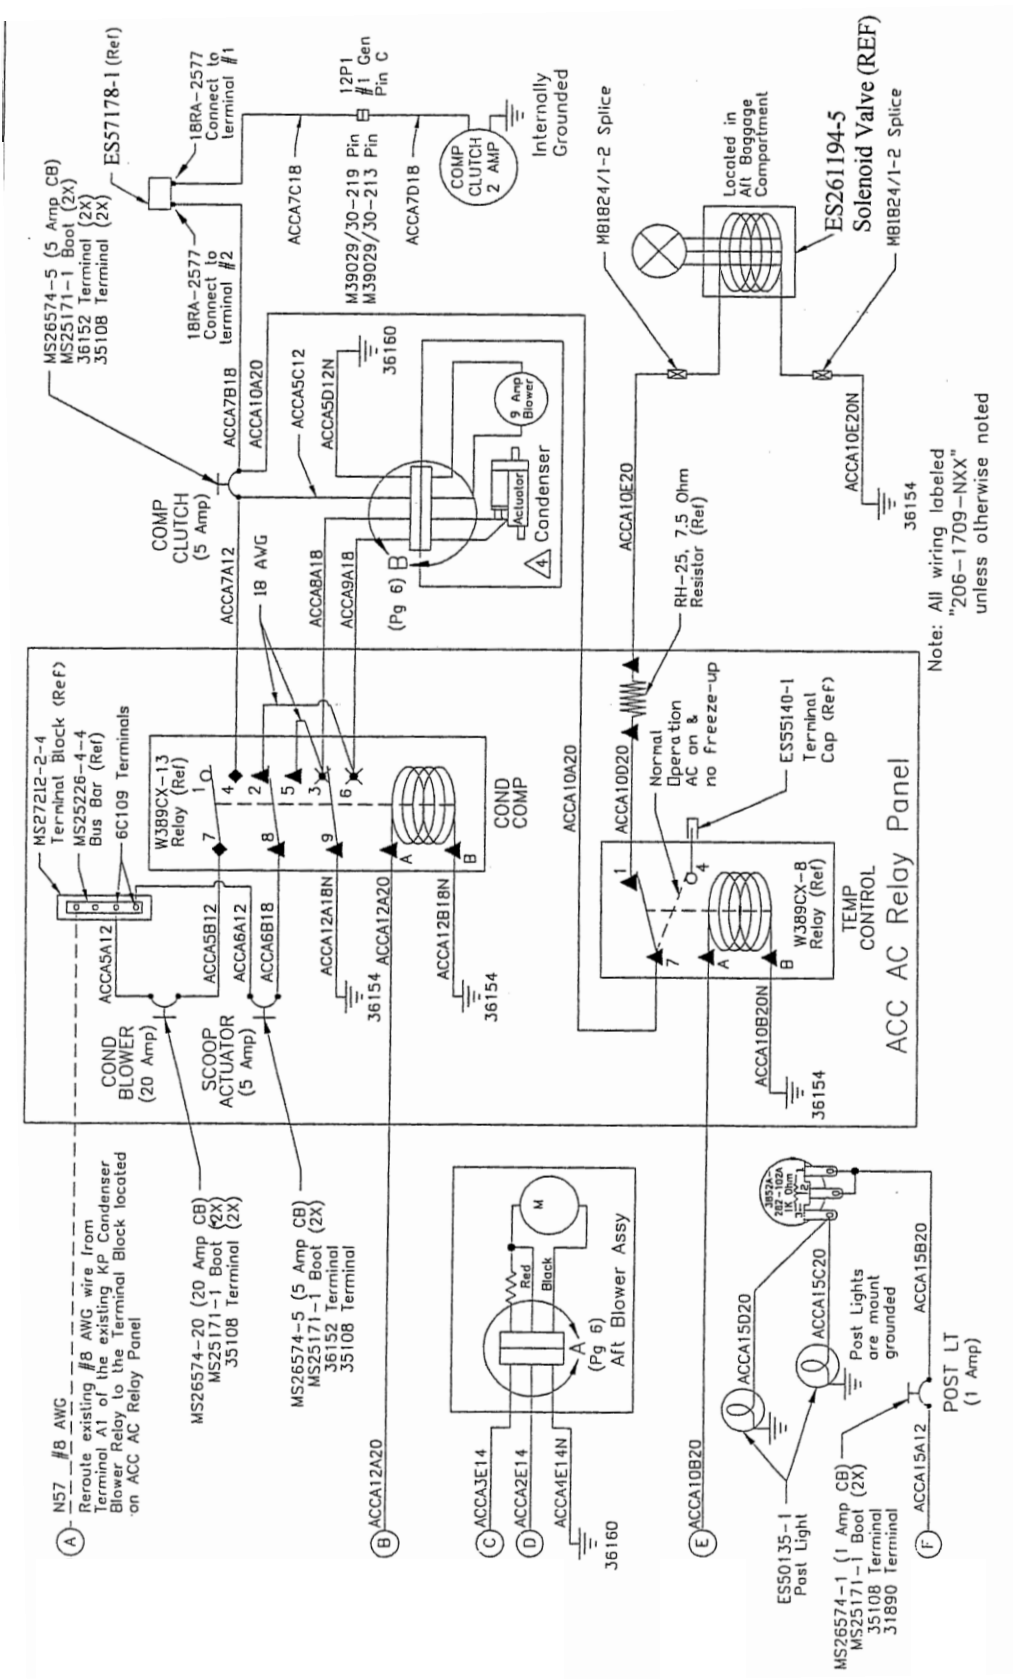 MS26574-5 (5 Amp CB)
MS25171-1 Boot (2X)
36152 Terminal (2X)
35108 Terminal (2X)
ES57178-1 (Ref)
18RA-2577
Connect to
terminal #2
18RA-2577
Connect to
terminal #1
MS27212-2-4
Terminal Block (Ref)
MS25226-4-4
Bus Bar (Ref)
6C109 Terminals
COMP
CLUTCH
(5 Amp)
ACCA7A12
ACCA7B18
ACCA10A20
ACCA5C12
ACCA7C18
12P1
#1 Gen
Pin C
M39029/30-219 Pin
M39029/30-213 Pin
ACCA7D18
COMP
CLUTCH
2 AMP
Internally
Grounded
N57 #8 AWG
A
Reroute existing #8 AWG wire from
Terminal A1 of the existing KP Condenser
Blower Relay to the Terminal Block located
on ACC AC Relay Panel
COND
BLOWER
(20 Amp)
ACCA5A12
ACCA5B12
ACCA6A12
ACCA6B18
SCOOP
ACTUATOR
(5 Amp)
MS26574-20 (20 Amp CB)
MS25171-1 Boot (2X)
35108 Terminal (2X)
MS26574-5 (5 Amp CB)
MS25171-1 Boot (2X)
36152 Terminal
35108 Terminal
W389CX-13
Relay (Ref)
7
1
4
8
2
5
9
3
6
A
B
COND
COMP
18 AWG
ACCA8A18
ACCA9A18
ACCA5D12N
36160
9 Amp
Blower
Actuator
4
Condenser
B
(Pg 6)
ACCA12A18N
36154
ACCA12A20
ACCA12B18N
36154
B
ACCA12A20
C
ACCA3E14
D
ACCA2E14
ACCA4E14N
36160
Red
Black
M
A
(Pg 6)
Aft Blower Assy
ACCA10A20
ACCA10D20
Normal
Operation
AC on &
no freeze-up
RH-25, 7.5 Ohm
Resistor (Ref)
ES55140-1
Terminal
Cap (Ref)
1
4
7
A
B
W389CX-8
Relay (Ref)
TEMP
CONTROL
ACCA10B20N
36154
ACC AC Relay Panel
E
ACCA10B20
ACCA10E20
M81824/1-2 Splice
Located in
Aft Baggage
Compartment
ES261194-5
Solenoid Valve (REF)
M81824/1-2 Splice
ACCA10E20N
36154
Note: All wiring labeled
"206-1709-NXX"
unless otherwise noted
ES50135-1
Post Light
ACCA15D20
ACCA15C20
Post Lights
are mount
grounded
3852A-
282-102A
1K Ohm
3
2
1
ACCA15B20
POST LT
(1 Amp)
ACCA15A12
F
MS26574-1 (1 Amp CB)
MS25171-1 Boot (2X)
35108 Terminal
31890 Terminal